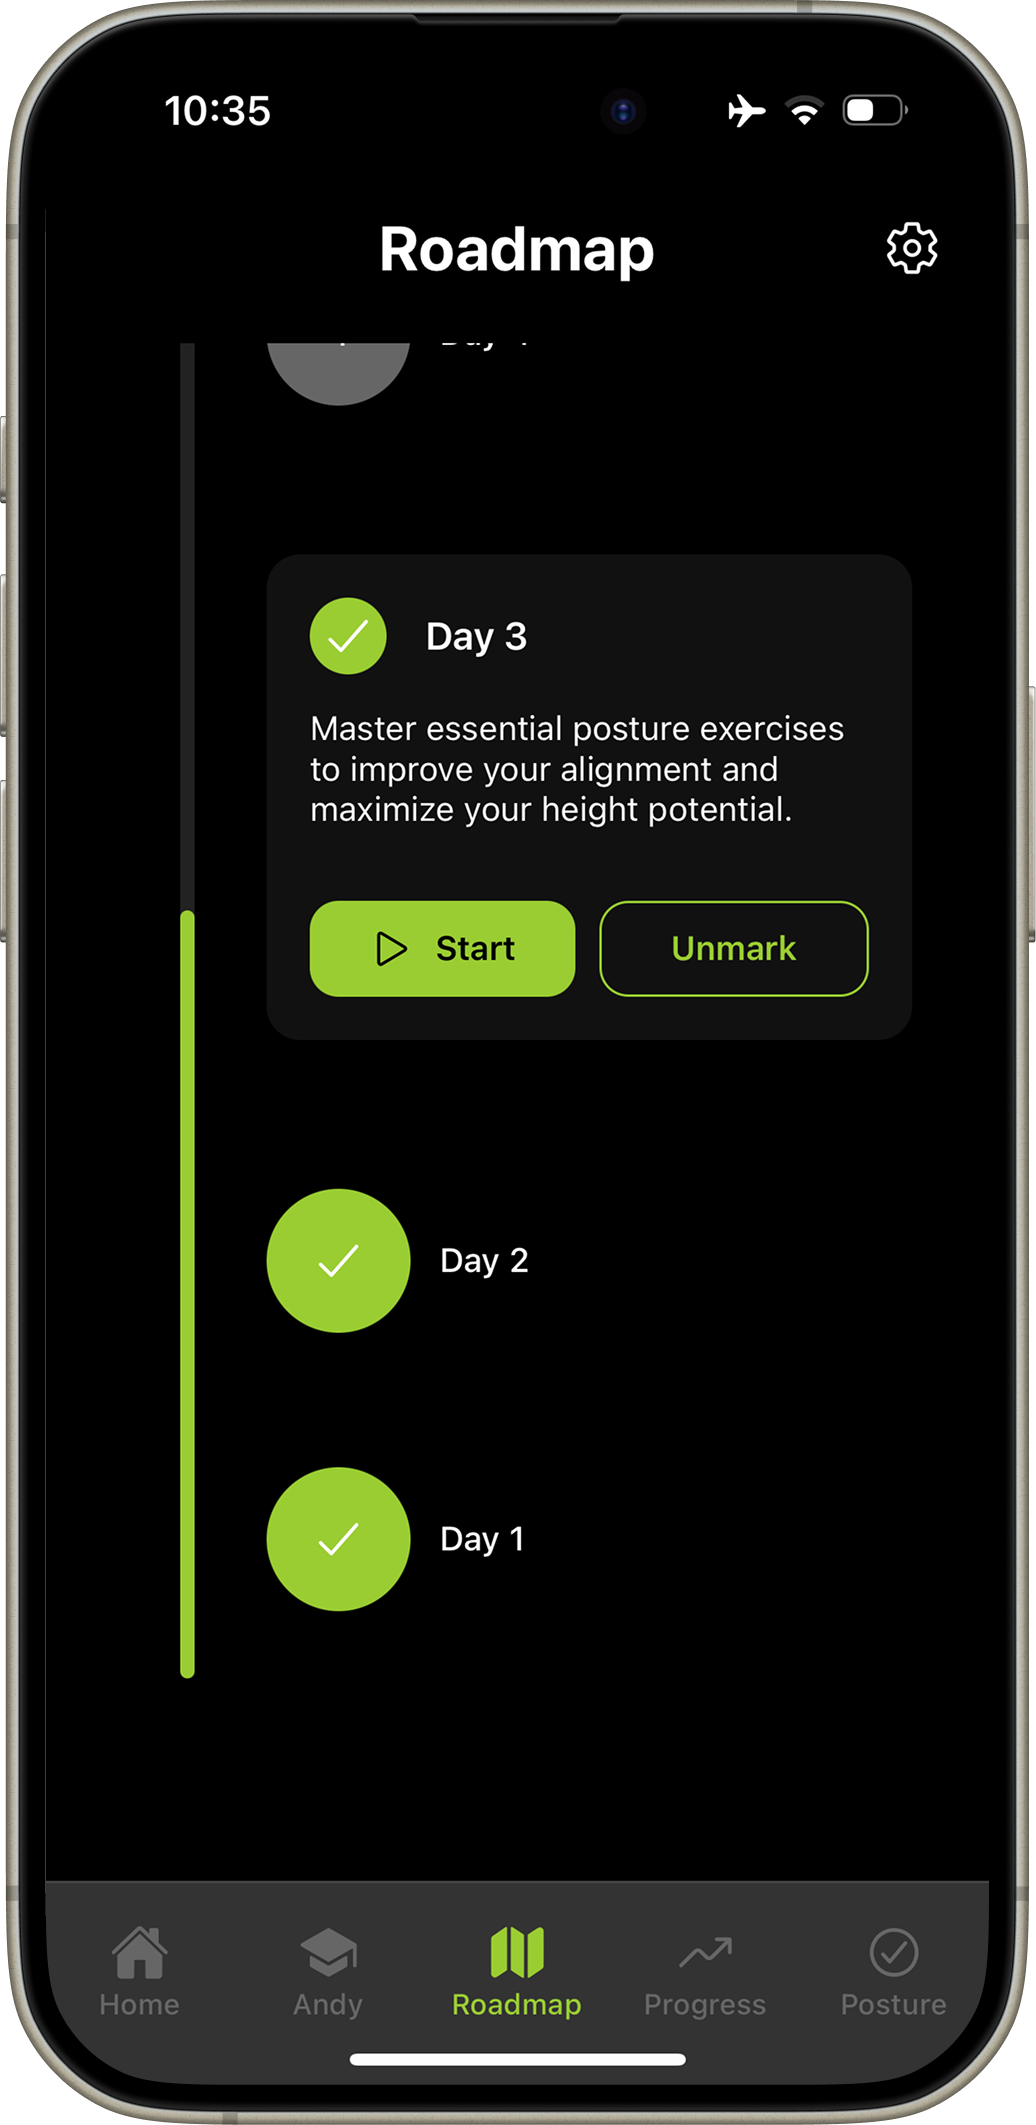 10:35
Roadmap
Day 3
Master essential posture exercises
to improve your alignment and
maximize your height potential.
Start
Unmark
Day 2
Day 1
Home
Andy
Roadmap
Progress
Posture